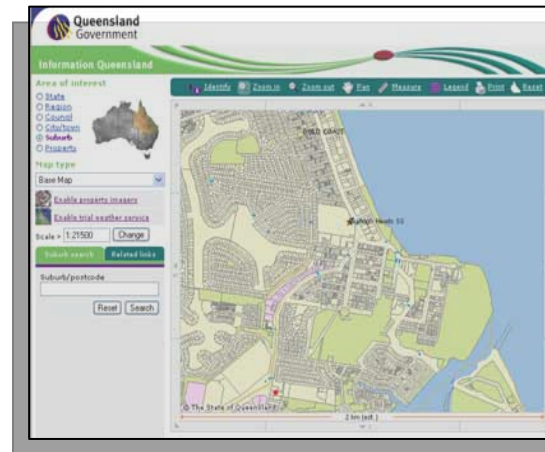 Queensland
Government
Information Queensland
Area of interest
State
Region
Council
City/town
Suburb
Property
Map type
Base Map
Enable property imagery
Enable trial weather service
Scale = 1:21500 Change
Suburb search Related links
Suburb/postcode
Reset Search
Identify Zoom in Zoom out Pan Measure Legend Print Reset
GOLD COAST
© The State of Queensland
2 km (est.)